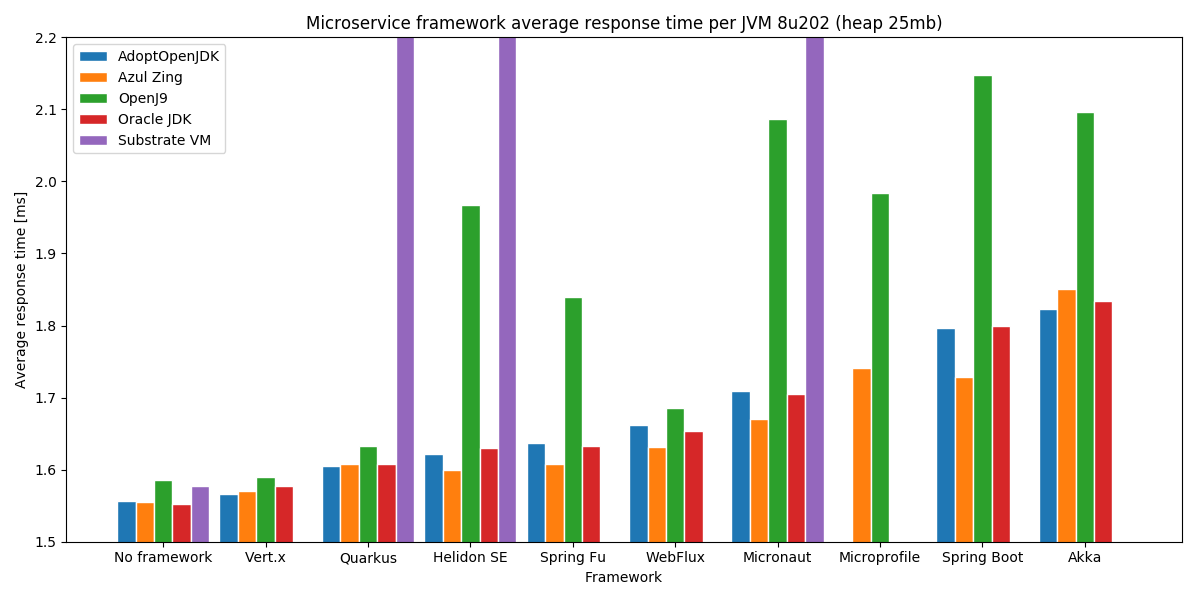 Microservice framework average response time per JVM 8u202 (heap 25mb)
AdoptOpenJDK
Azul Zing
OpenJ9
Oracle JDK
Substrate VM
Average response time [ms]
2.2
2.1
2.0
1.9
1.8
1.7
1.6
1.5
No framework Vert.x Quarkus Helidon SE Spring Fu WebFlux Micronaut Microprofile Spring Boot Akka
Framework